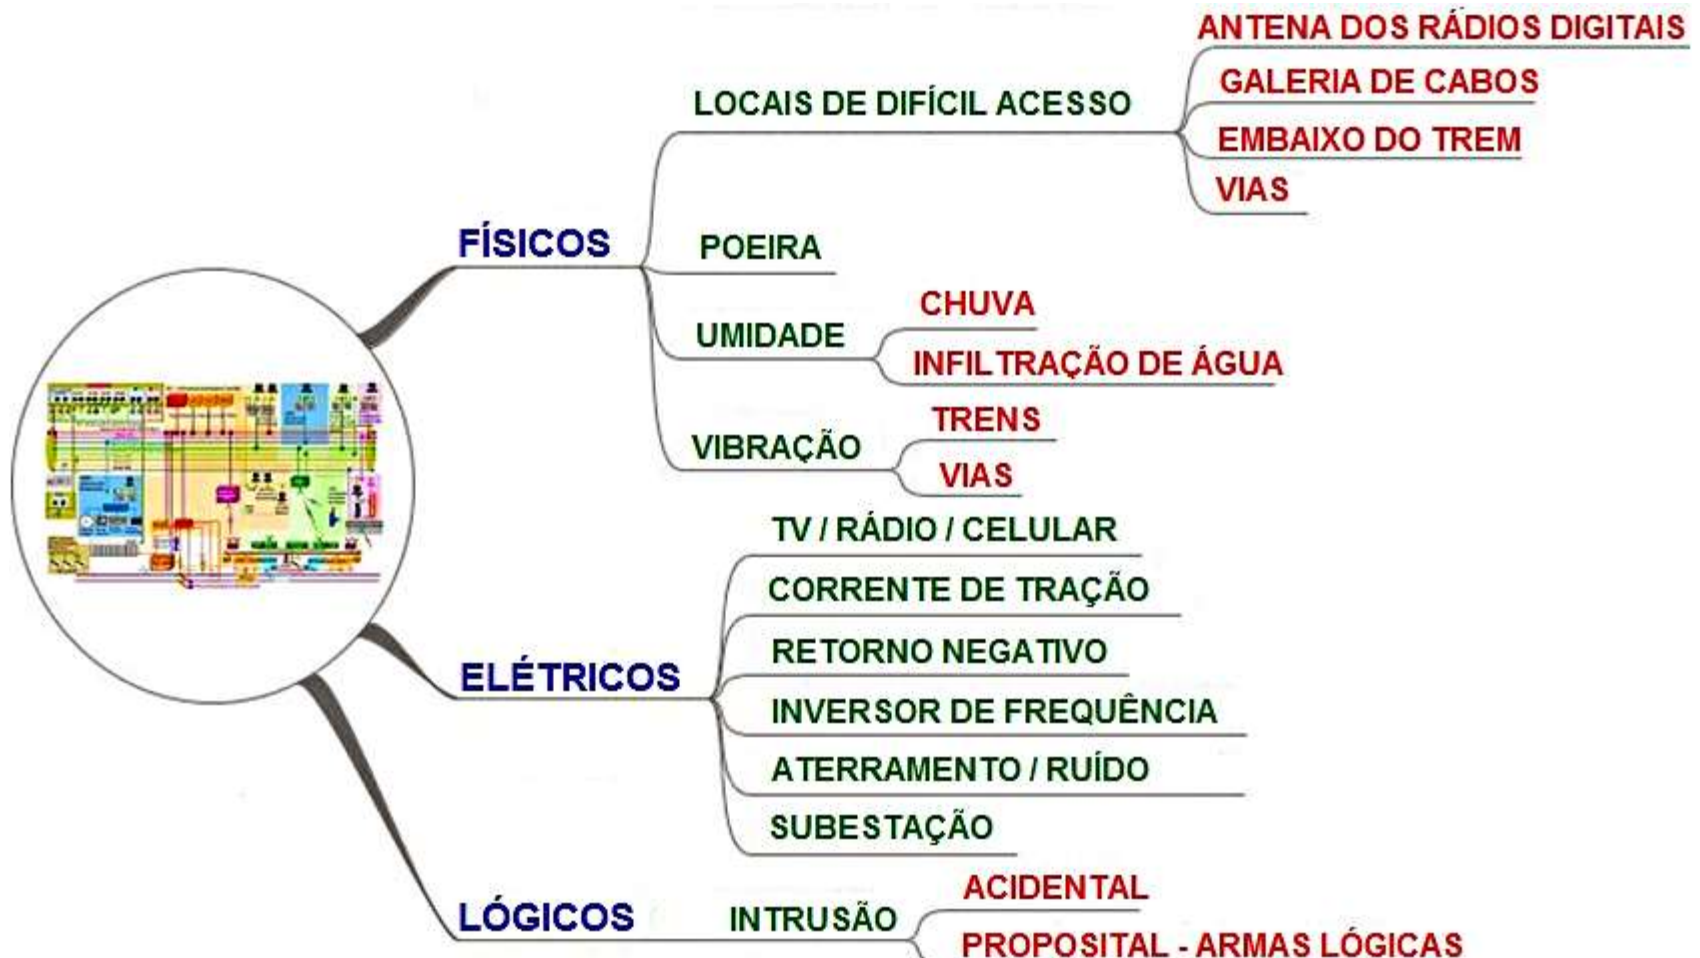 ANTENA DOS RÁDIOS DIGITAIS
LOCAIS DE DIFÍCIL ACESSO
GALERIA DE CABOS
EMBAIXO DO TREM
VIAS
FÍSICOS
POEIRA
UMIDADE
CHUVA
INFILTRAÇÃO DE ÁGUA
VIBRAÇÃO
TRENS
VIAS
ELÉTRICOS
TV / RÁDIO / CELULAR
CORRENTE DE TRAÇÃO
RETORNO NEGATIVO
INVERSOR DE FREQUÊNCIA
ATERRAMENTO / RUÍDO
SUBESTAÇÃO
LÓGICOS
INTRUSÃO
ACIDENTAL
PROPOSITAL - ARMAS LÓGICAS